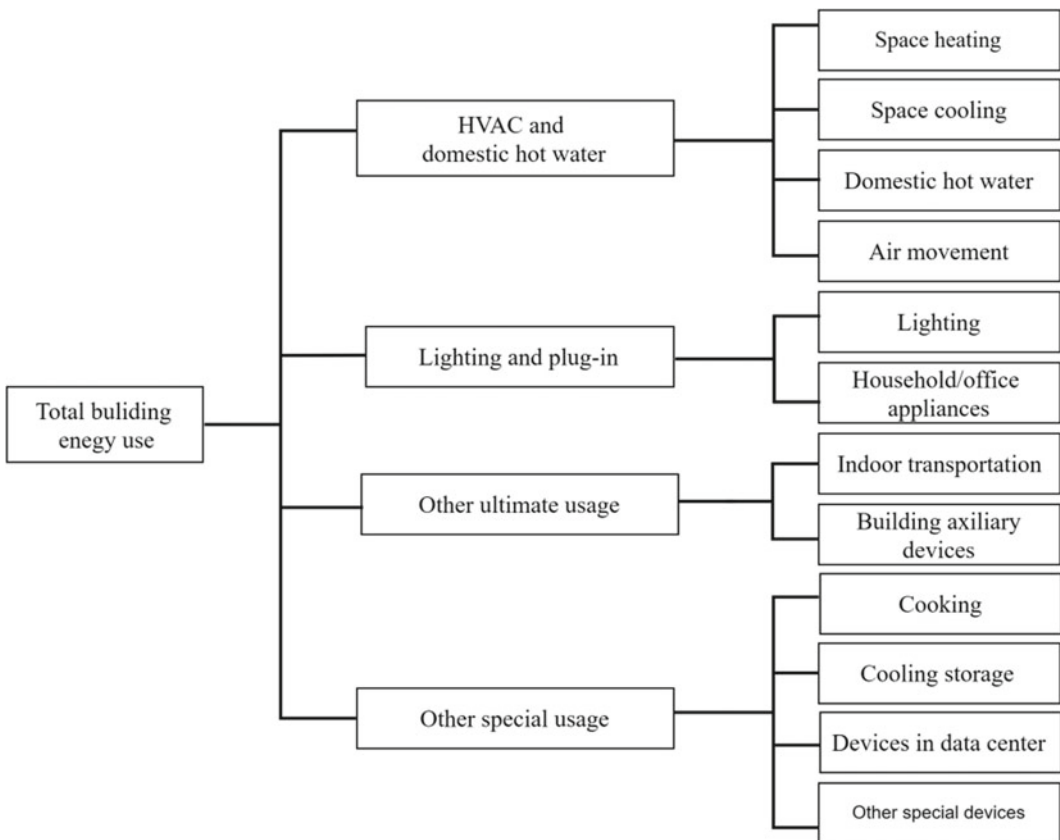 Total buliding
enegy use
HVAC and
domestic hot water
Space heating
Space cooling
Domestic hot water
Air movement
Lighting and plug-in
Lighting
Household/office
appliances
Other ultimate usage
Indoor transportation
Building axiliary
devices
Other special usage
Cooking
Cooling storage
Devices in data center
Other special devices